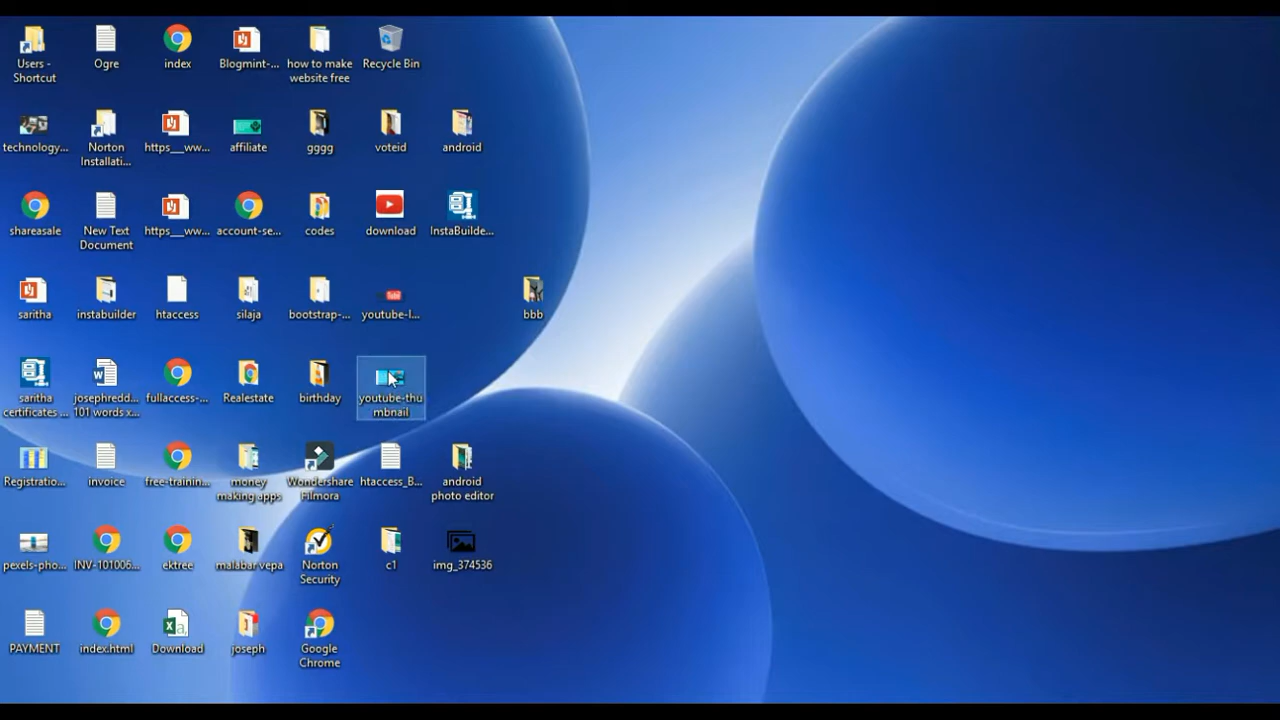 Users -
Shortcut
Ogre
index
Blogmint-...
how to make
website free
Recycle Bin
technology...
Norton
Installati...
https__ww...
affiliate
gggg
voteid
android
shareasale
New Text
Document
https__ww...
account-se...
codes
download
InstaBuilde...
saritha
instabuilder
htaccess
silaja
bootstrap-...
youtube-l...
bbb
saritha
certificates ...
josephredd...
101 words x...
fullaccess-...
Realestate
birthday
youtube-thu
mbnail
Registratio...
invoice
free-trainin...
money
making apps
Wondershare
Filmora
htaccess_B...
android
photo editor
pexels-pho...
INV-101006...
ektree
malabar vepa
Norton
Security
c1
img_374536
PAYMENT
index.html
Download
joseph
Google
Chrome